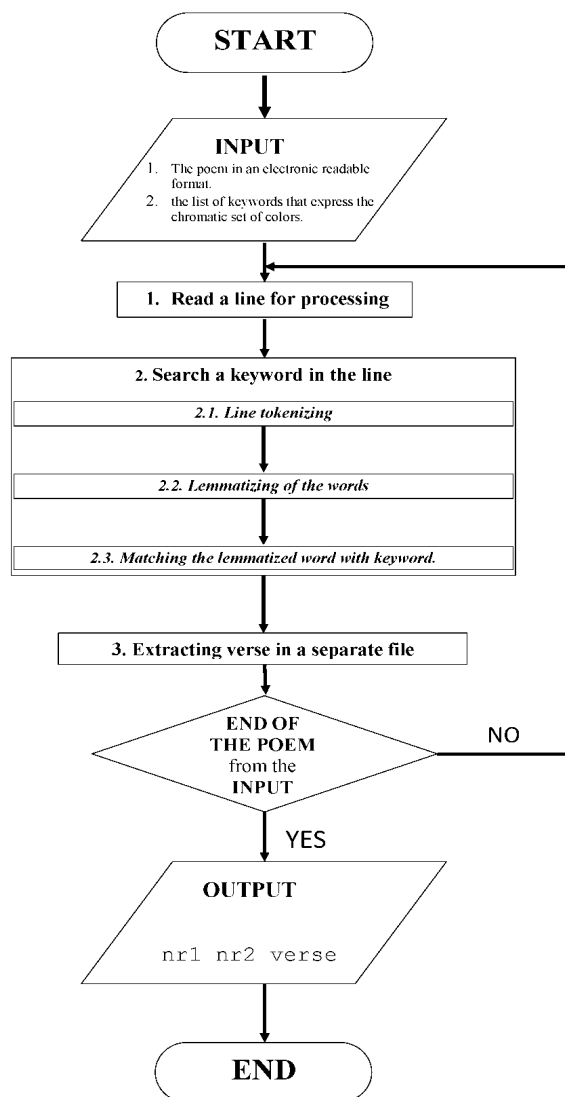 START
INPUT
1. The poem in an electronic readable
format.
2. the list of keywords that express the
chromatic set of colors.
1. Read a line for processing
2. Search a keyword in the line
2.1. Line tokenizing
2.2. Lemmatizing of the words
2.3. Matching the lemmatized word with keyword.
3. Extracting verse in a separate file
END OF
THE POEM
from the
INPUT
NO
YES
OUTPUT
nr1 nr2 verse
END